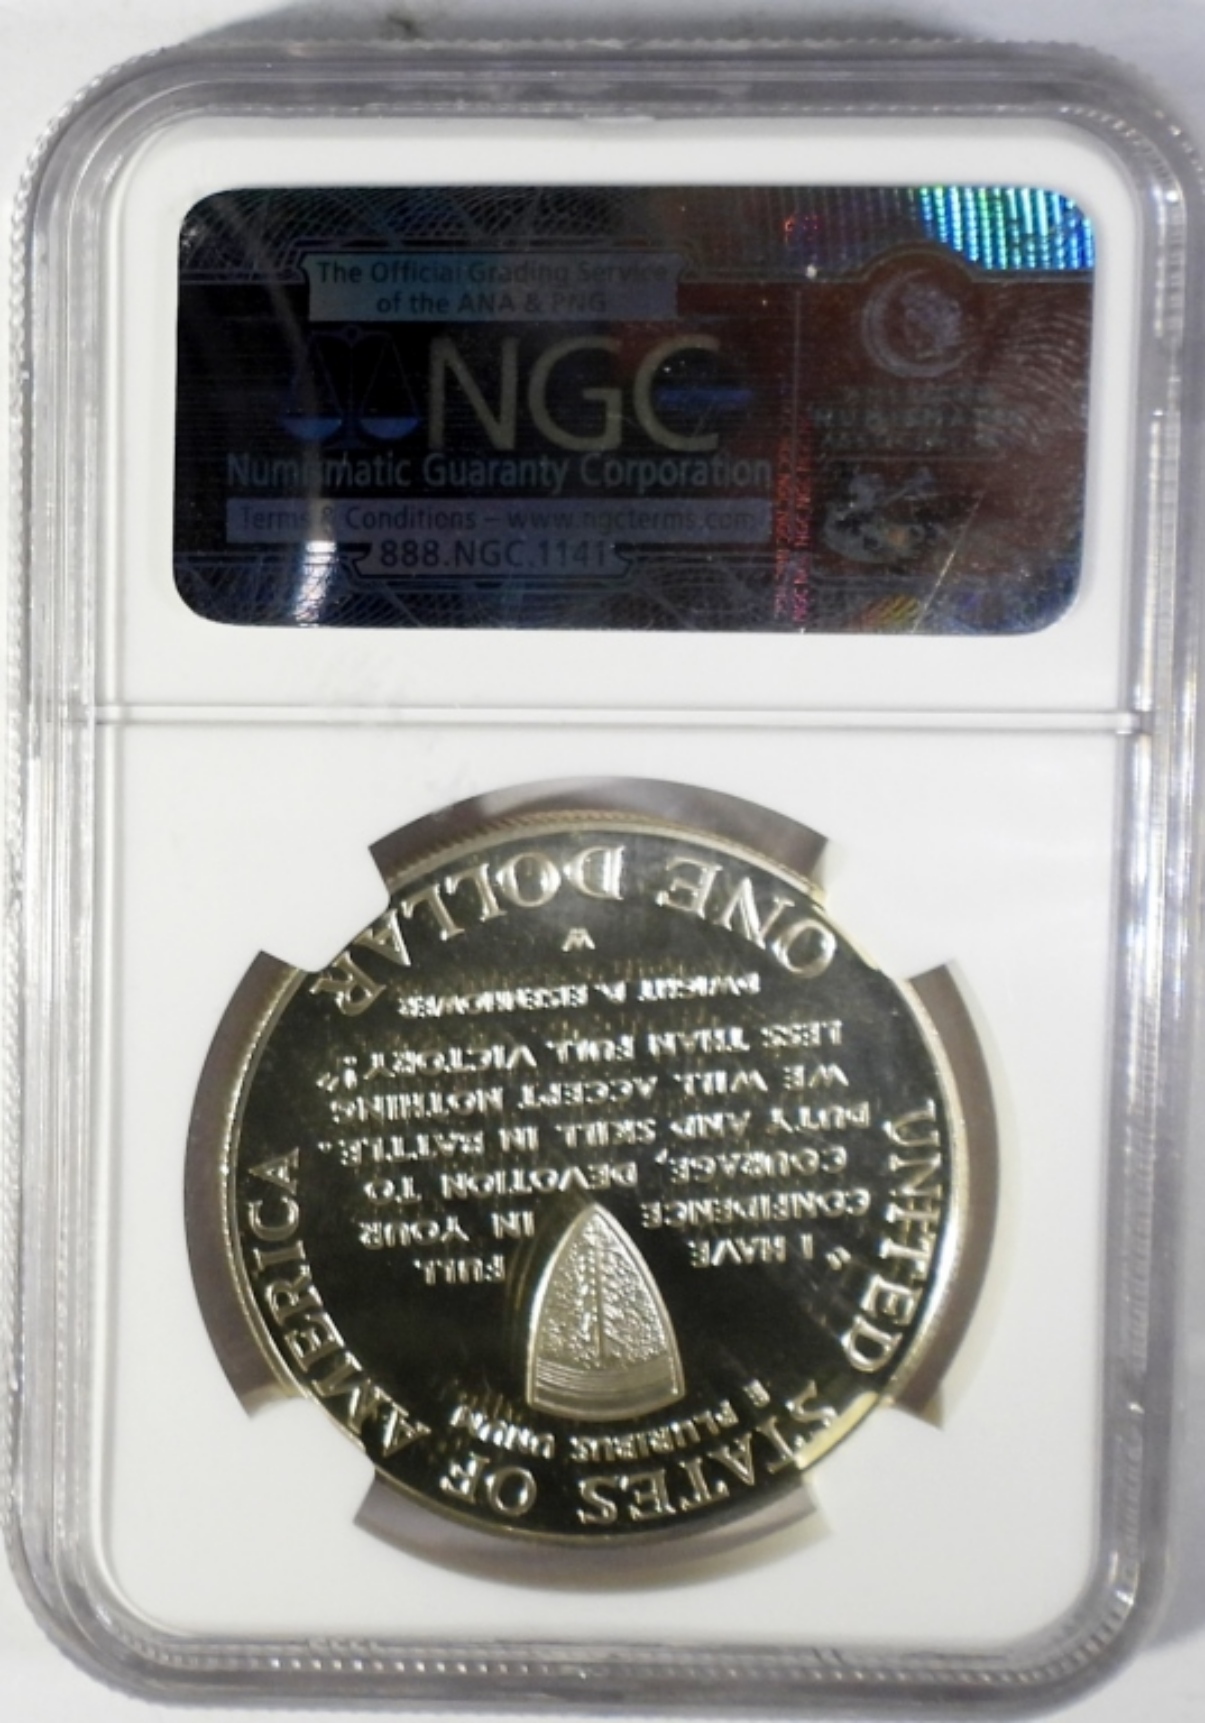 The Official Grading Service
of the ANA & PNG
NGC
Numismatic Guaranty Corporation
Terms & Conditions – www.ngcterms.com
888.NGC.1141
UNITED STATES OF AMERICA
E PLURIBUS UNUM
"I HAVE FULL
CONFIDENCE IN YOUR
COURAGE, DEVOTION TO
DUTY AND SKILL IN BATTLE.
WE WILL ACCEPT NOTHING
LESS THAN FULL VICTORY!"
DWIGHT D. EISENHOWER
W
ONE DOLLAR